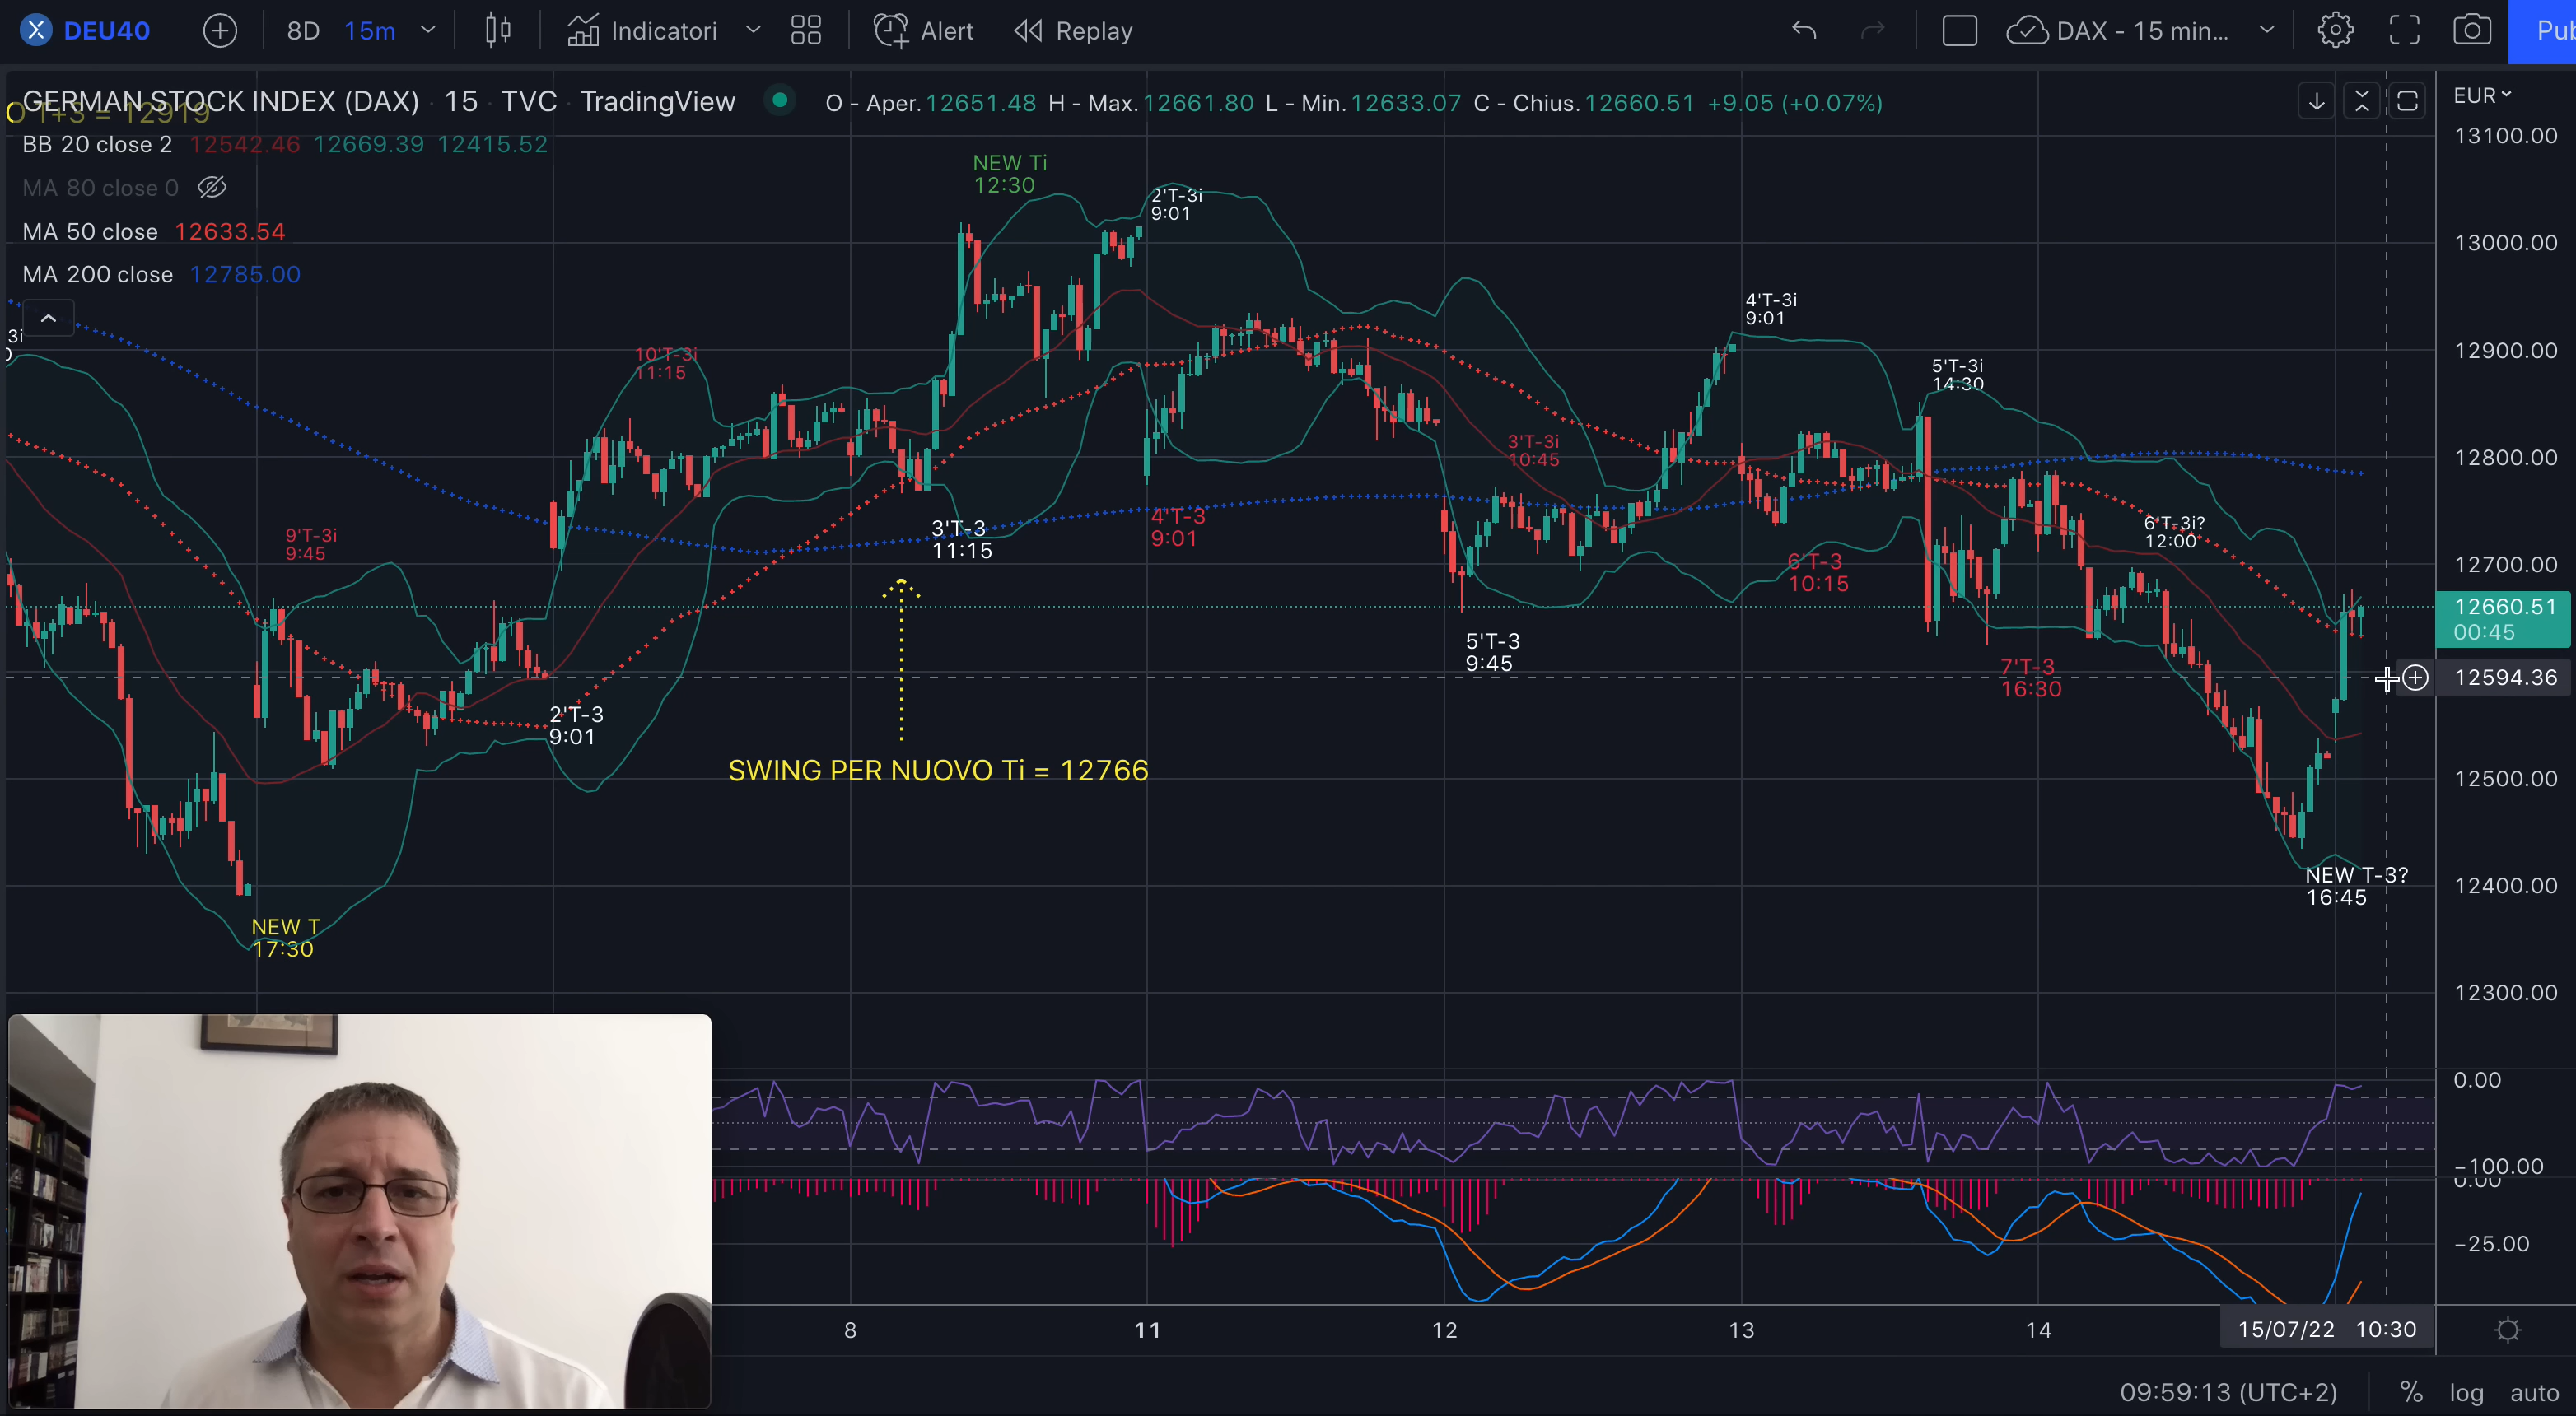 DEU40 8D 15m Indicatori Alert Replay DAX - 15 min... Pub
GERMAN STOCK INDEX (DAX) · 15 · TVC · TradingView O - Aper.12651.48 H - Max.12661.80 L - Min.12633.07 C - Chius.12660.51 +9.05 (+0.07%)
EUR
O T+3 = 12919
BB 20 close 2 12542.46 12669.39 12415.52
MA 80 close 0
MA 50 close 12633.54
MA 200 close 12785.00
3i
0
13100.00
13000.00
12900.00
12800.00
12700.00
12660.51
00:45
12594.36
12500.00
12400.00
12300.00
NEW Ti
12:30
2'T-3i
9:01
4'T-3i
9:01
10'T-3i
11:15
5'T-3i
14:30
3'T-3i
10:45
9'T-3i
9:45
3'T-3
11:15
4'T-3
9:01
6'T-3i?
12:00
6'T-3
10:15
5'T-3
9:45
7'T-3
16:30
2'T-3
9:01
SWING PER NUOVO Ti = 12766
NEW T
17:30
NEW T-3?
16:45
0.00
-100.00
0.00
-25.00
8 11 12 13 14 15/07/22 10:30
09:59:13 (UTC+2) % log auto